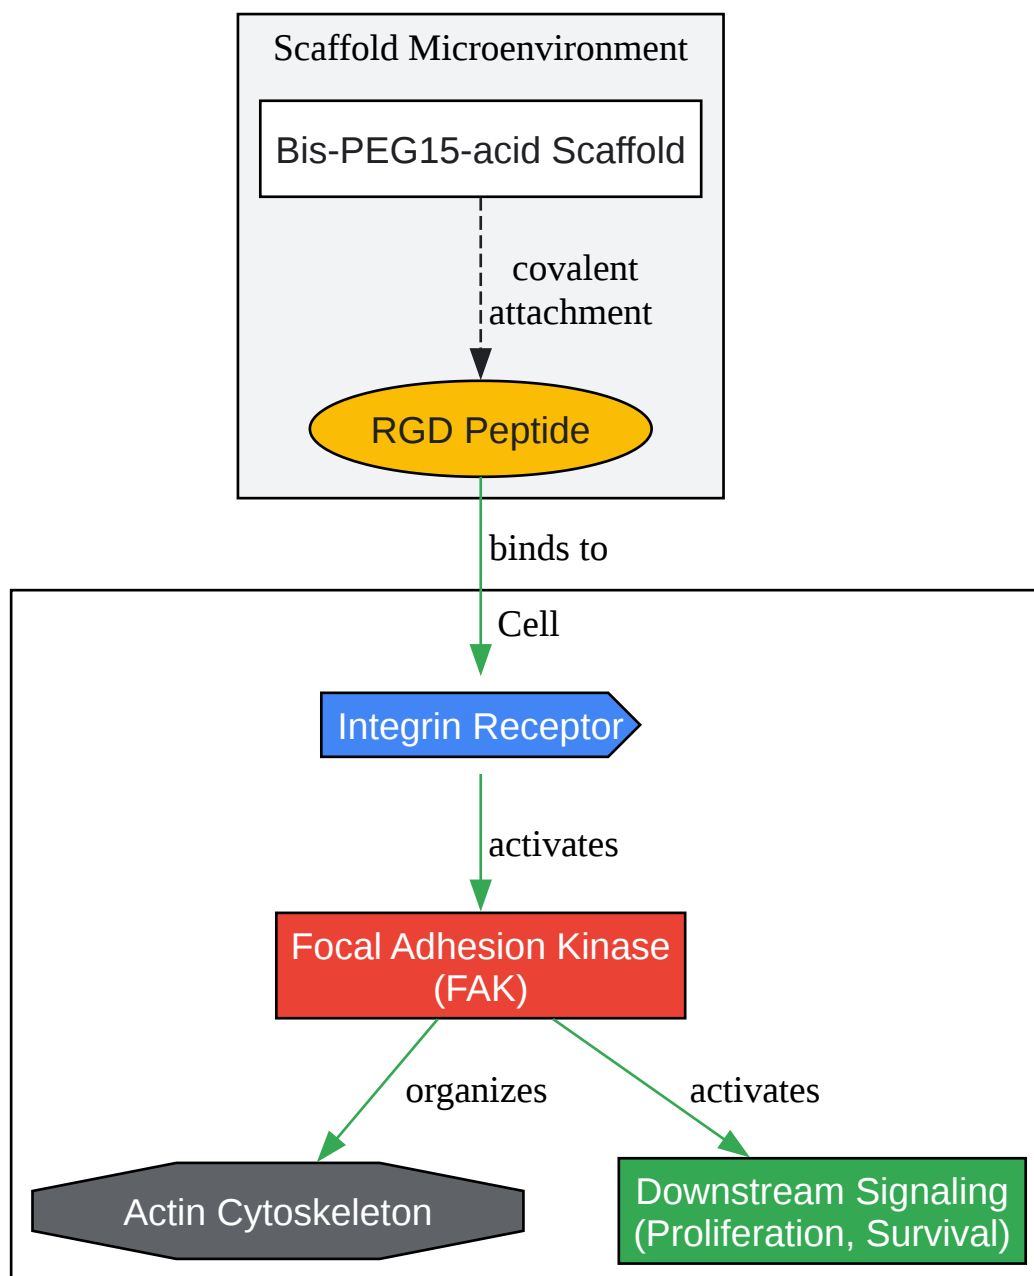 Scaffold Microenvironment
Bis-PEG15-acid Scaffold
covalent
attachment
RGD Peptide
binds to
Cell
Integrin Receptor
activates
Focal Adhesion Kinase
(FAK)
organizes
activates
Actin Cytoskeleton
Downstream Signaling
(Proliferation, Survival)